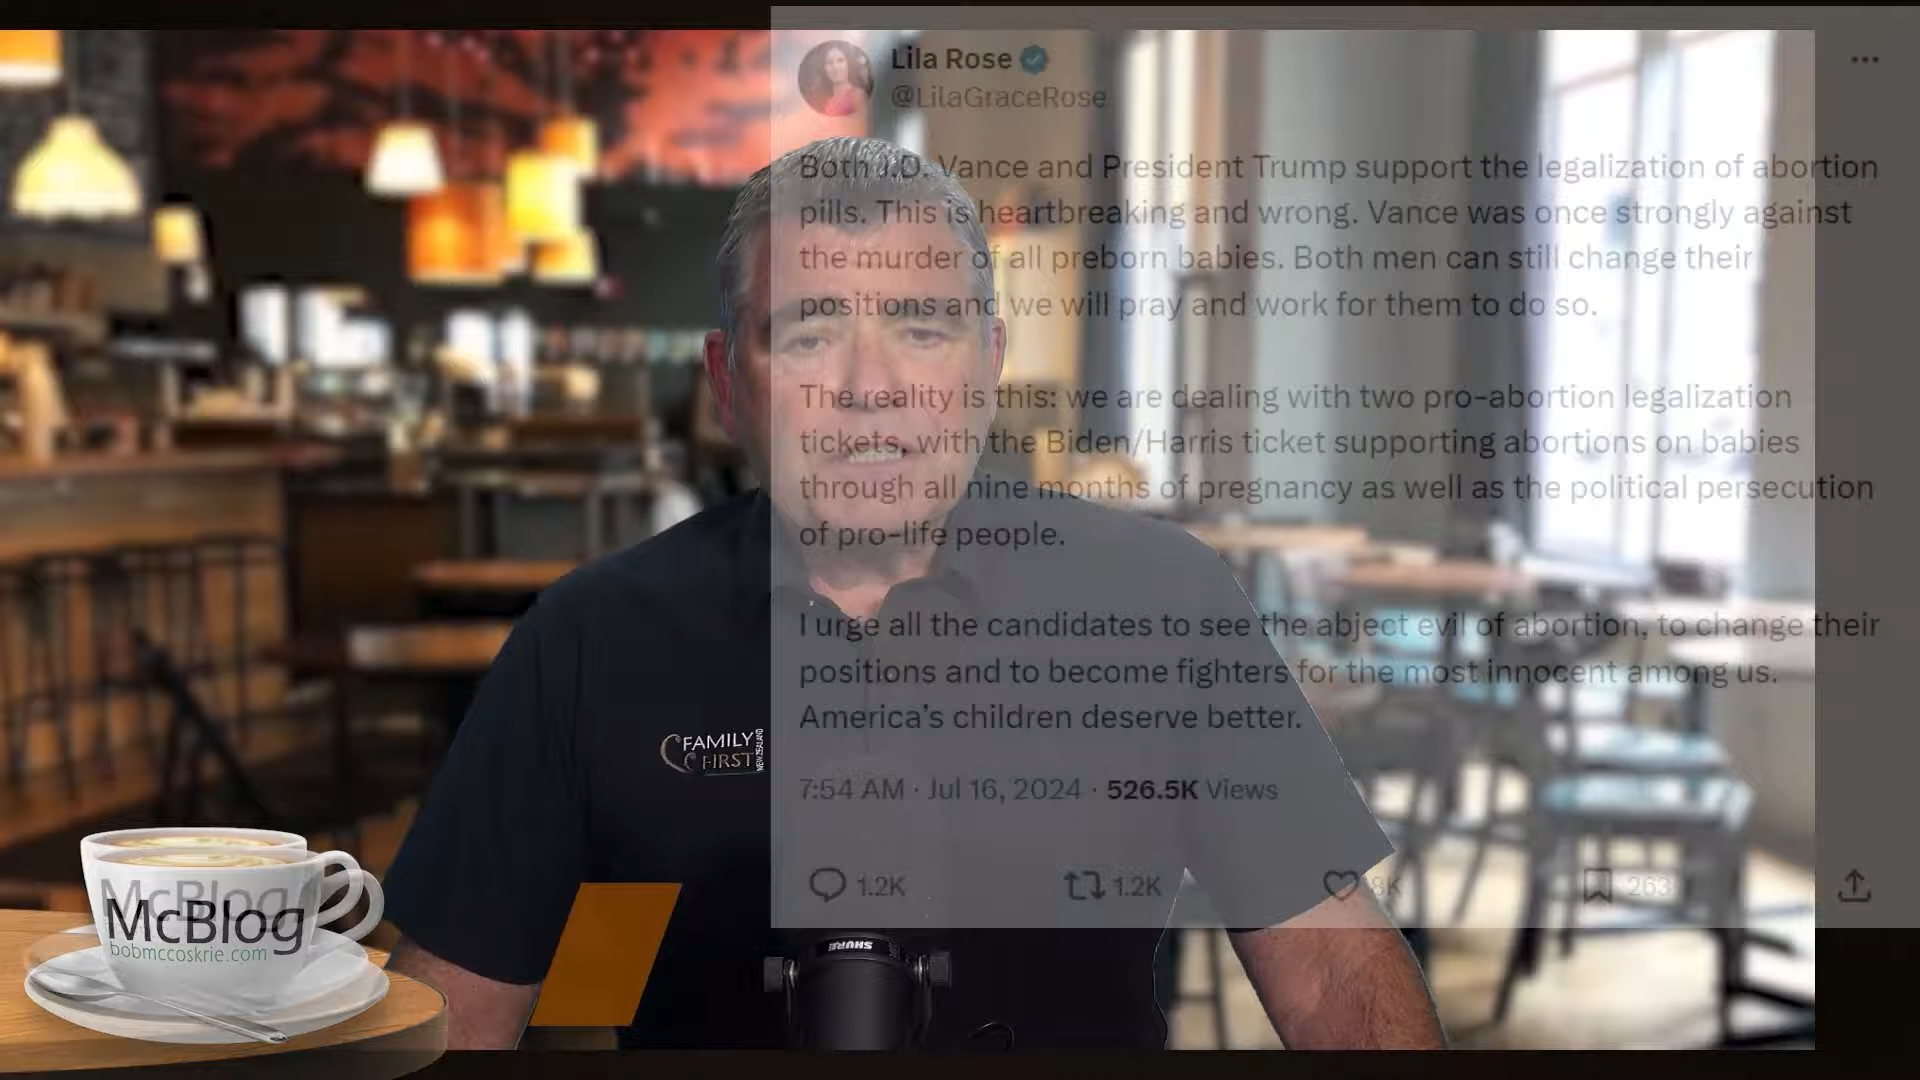 Lila Rose
@LilaGraceRose
Both J.D. Vance and President Trump support the legalization of abortion
pills. This is heartbreaking and wrong. Vance was once strongly against
the murder of all preborn babies. Both men can still change their
positions and we will pray and work for them to do so.
The reality is this: we are dealing with two pro-abortion legalization
tickets, with the Biden/Harris ticket supporting abortions on babies
through all nine months of pregnancy as well as the political persecution
of pro-life people.
I urge all the candidates to see the abject evil of abortion, to change their
positions and to become fighters for the most innocent among us.
America's children deserve better.
7:54 AM · Jul 16, 2024 · 526.5K Views
1.2K 1.2K 8K 263
FAMILY
FIRST
NEW ZEALAND
McBlog
McBlog
bobmccoskrie.com
SHURE